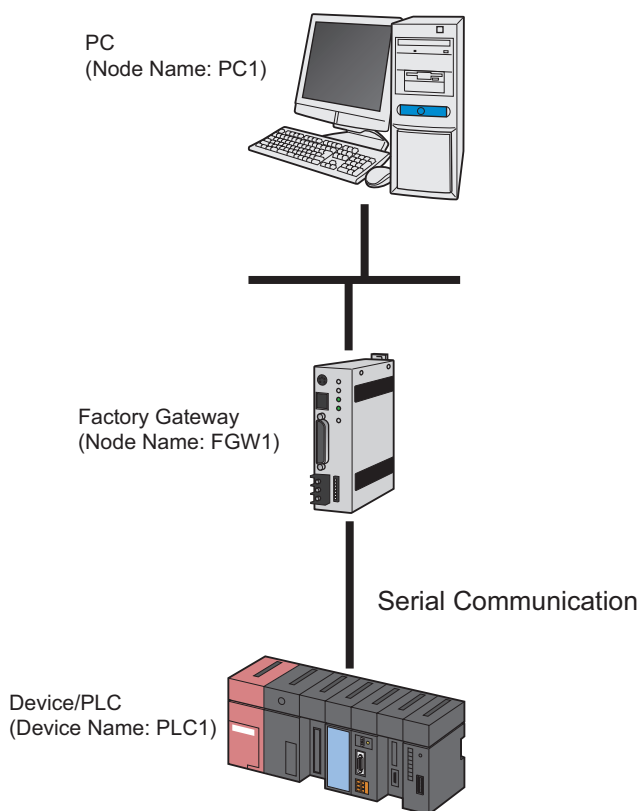 PC
(Node Name: PC1)
Factory Gateway
(Node Name: FGW1)
Serial Communication
Device/PLC
(Device Name: PLC1)